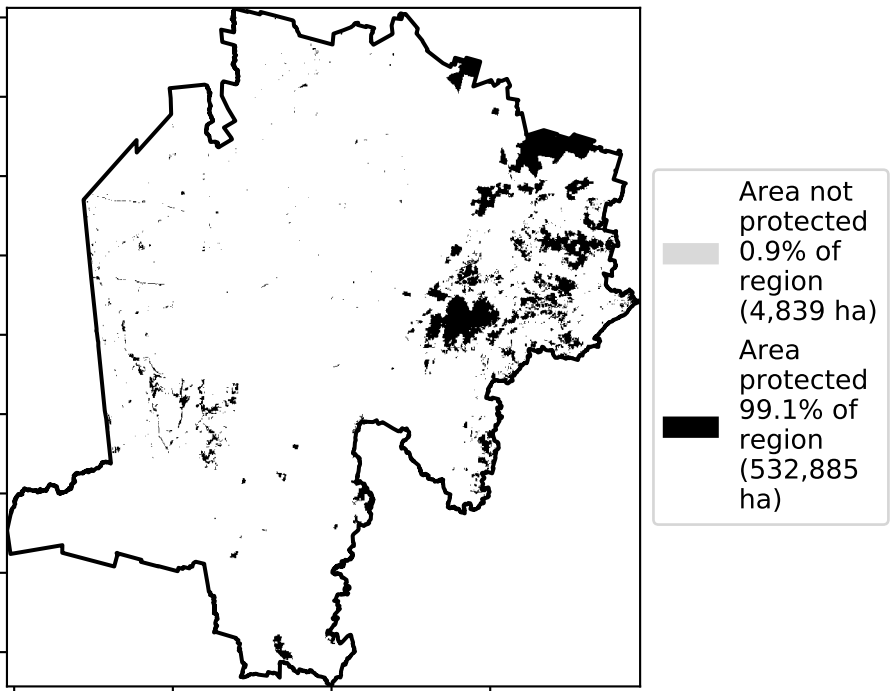 Area not
protected
0.9% of
region
(4,839 ha)
Area
protected
99.1% of
region
(532,885
ha)